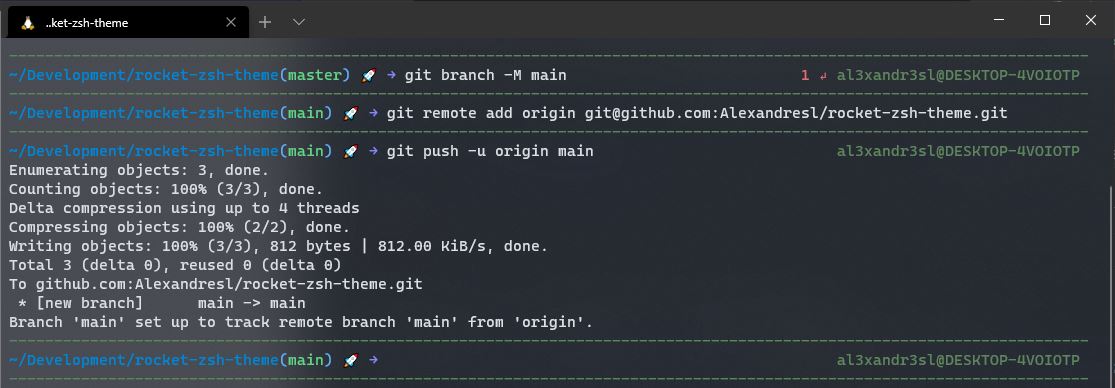 ..ket-zsh-theme
~/Development/rocket-zsh-theme(master) 🚀 → git branch -M main 1 ↲ al3xandr3sl@DESKTOP-4VOIOTP
~/Development/rocket-zsh-theme(main) 🚀 → git remote add origin git@github.com:Alexandresl/rocket-zsh-theme.git
~/Development/rocket-zsh-theme(main) 🚀 → git push -u origin main al3xandr3sl@DESKTOP-4VOIOTP
Enumerating objects: 3, done.
Counting objects: 100% (3/3), done.
Delta compression using up to 4 threads
Compressing objects: 100% (2/2), done.
Writing objects: 100% (3/3), 812 bytes | 812.00 KiB/s, done.
Total 3 (delta 0), reused 0 (delta 0)
To github.com:Alexandresl/rocket-zsh-theme.git
 * [new branch]      main -> main
Branch 'main' set up to track remote branch 'main' from 'origin'.
~/Development/rocket-zsh-theme(main) 🚀 → al3xandr3sl@DESKTOP-4VOIOTP